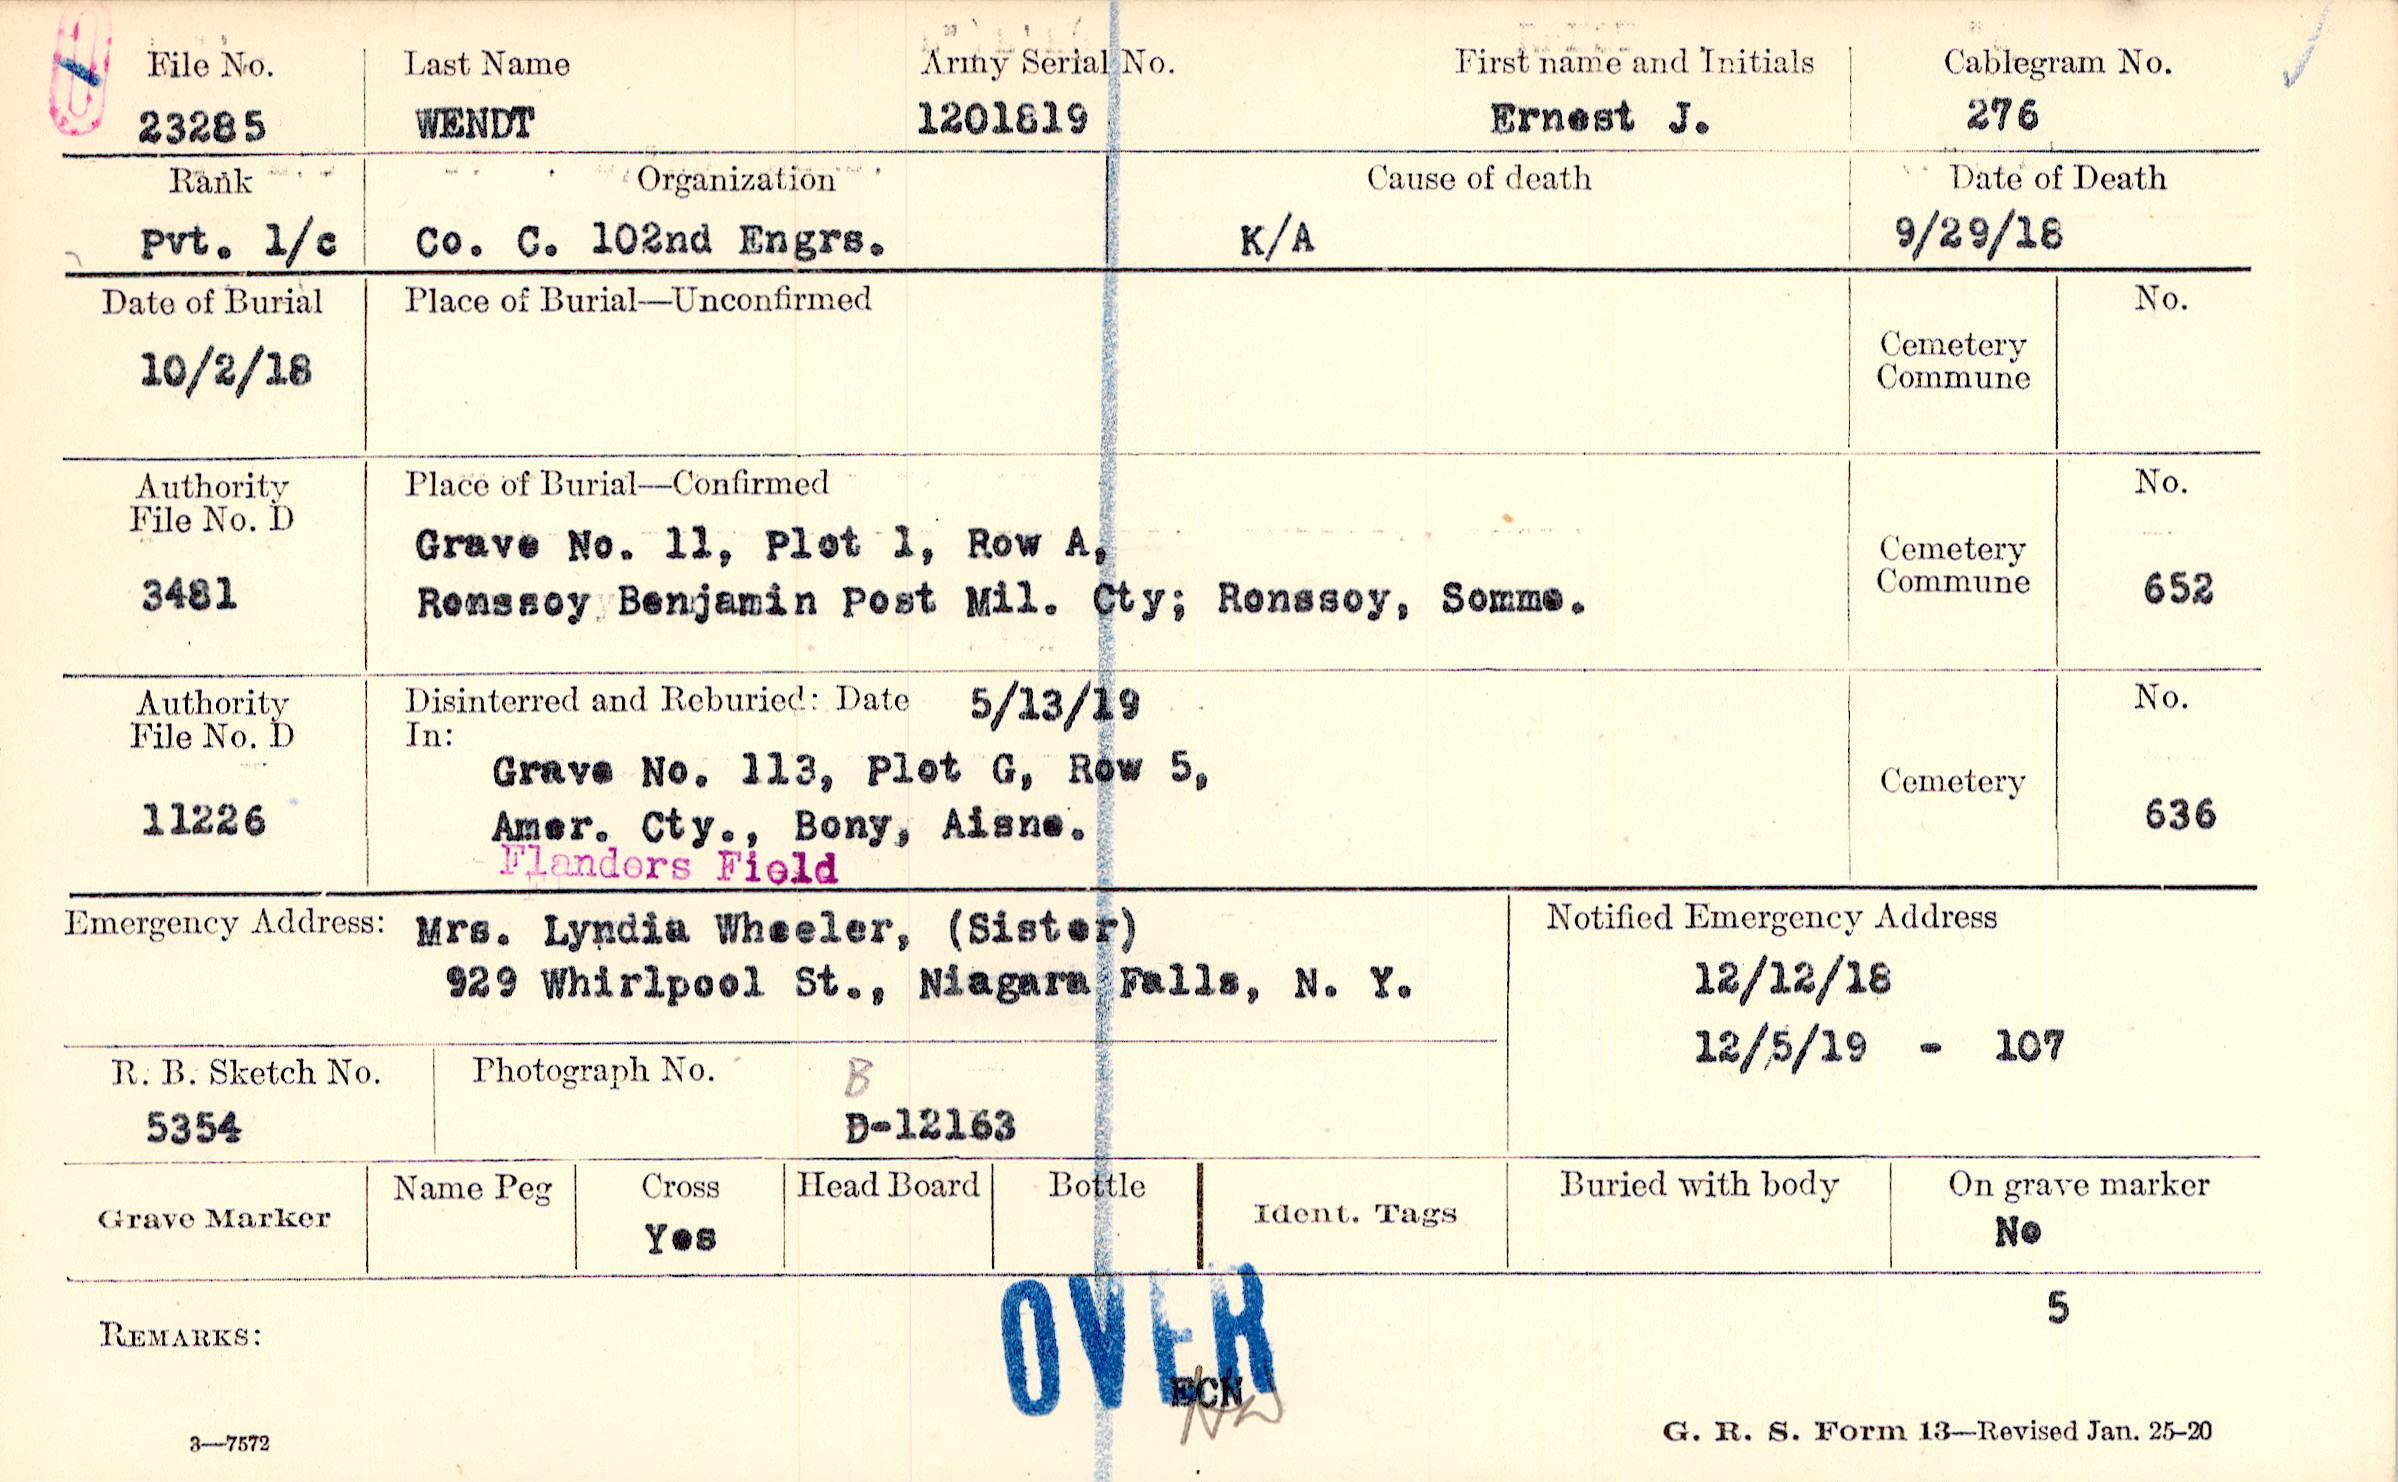 File No. Last Name Army Serial No. First name and Initials Cablegram No.
23285 WENDT 1201819 Ernest J. 276
Rank Organization Cause of death Date of Death
Pvt. 1/c Co. C. 102nd Engrs. K/A 9/29/18
Date of Burial Place of Burial—Unconfirmed No.
10/2/18 Cemetery
Commune
Authority Place of Burial—Confirmed No.
File No. D
Grave No. 11, Plot 1, Row A, Cemetery
3481 Ronssoy Benjamin Post Mil. Cty; Ronssoy, Somme. Commune 652
Authority Disinterred and Reburied: Date 5/13/19 No.
File No. D In:
Grave No. 113, Plot G, Row 5, Cemetery
11226 Amer. Cty., Bony, Aisne. 636
Flanders Field
Emergency Address: Mrs. Lyndia Wheeler, (Sister) Notified Emergency Address
929 Whirlpool St., Niagara Falls, N. Y. 12/12/18
12/5/19 - 107
R. B. Sketch No. Photograph No. B
5354 D-12163
Grave Marker Name Peg Cross Head Board Bottle Ident. Tags Buried with body On grave marker
Yes No
5
REMARKS:
OVER
ECN
3—7572 G. R. S. Form 13—Revised Jan. 25-20